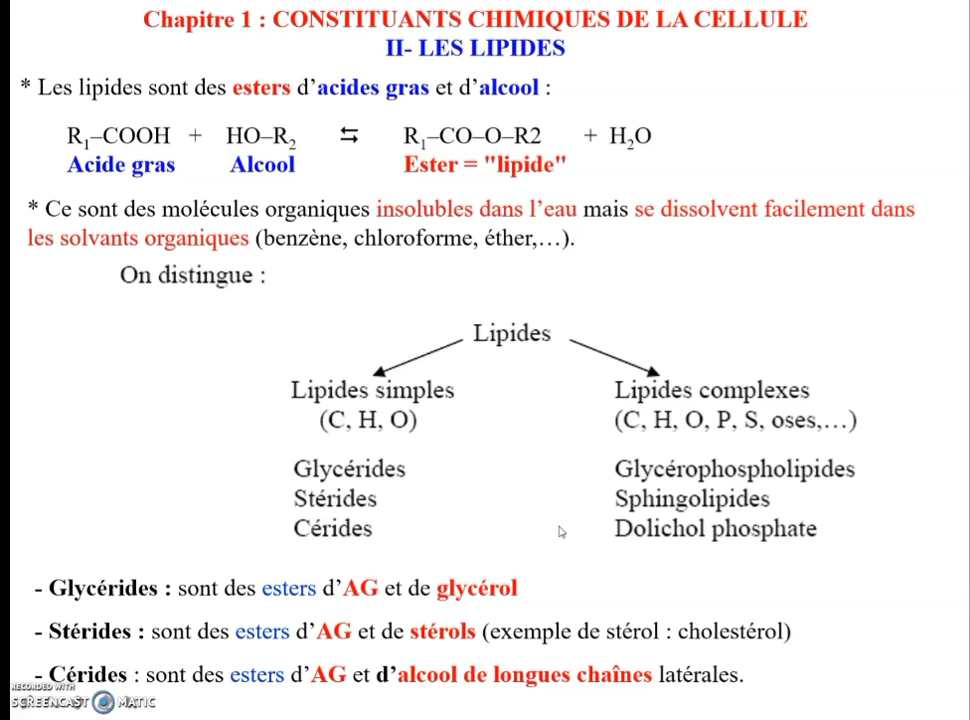 Chapitre 1 : CONSTITUANTS CHIMIQUES DE LA CELLULE
II- LES LIPIDES
* Les lipides sont des esters d'acides gras et d'alcool :
R₁–COOH + HO–R₂ ⇆ R₁–CO–O–R2 + H₂O
Acide gras Alcool Ester = "lipide"
* Ce sont des molécules organiques insolubles dans l'eau mais se dissolvent facilement dans
les solvants organiques (benzène, chloroforme, éther,…).
On distingue :
Lipides
Lipides simples Lipides complexes
(C, H, O) (C, H, O, P, S, oses,…)
Glycérides Glycérophospholipides
Stérides Sphingolipides
Cérides Dolichol phosphate
- Glycérides : sont des esters d'AG et de glycérol
- Stérides : sont des esters d'AG et de stérols (exemple de stérol : cholestérol)
- Cérides : sont des esters d'AG et d'alcool de longues chaînes latérales.
RECORDED WITH
SCREENCAST MATIC